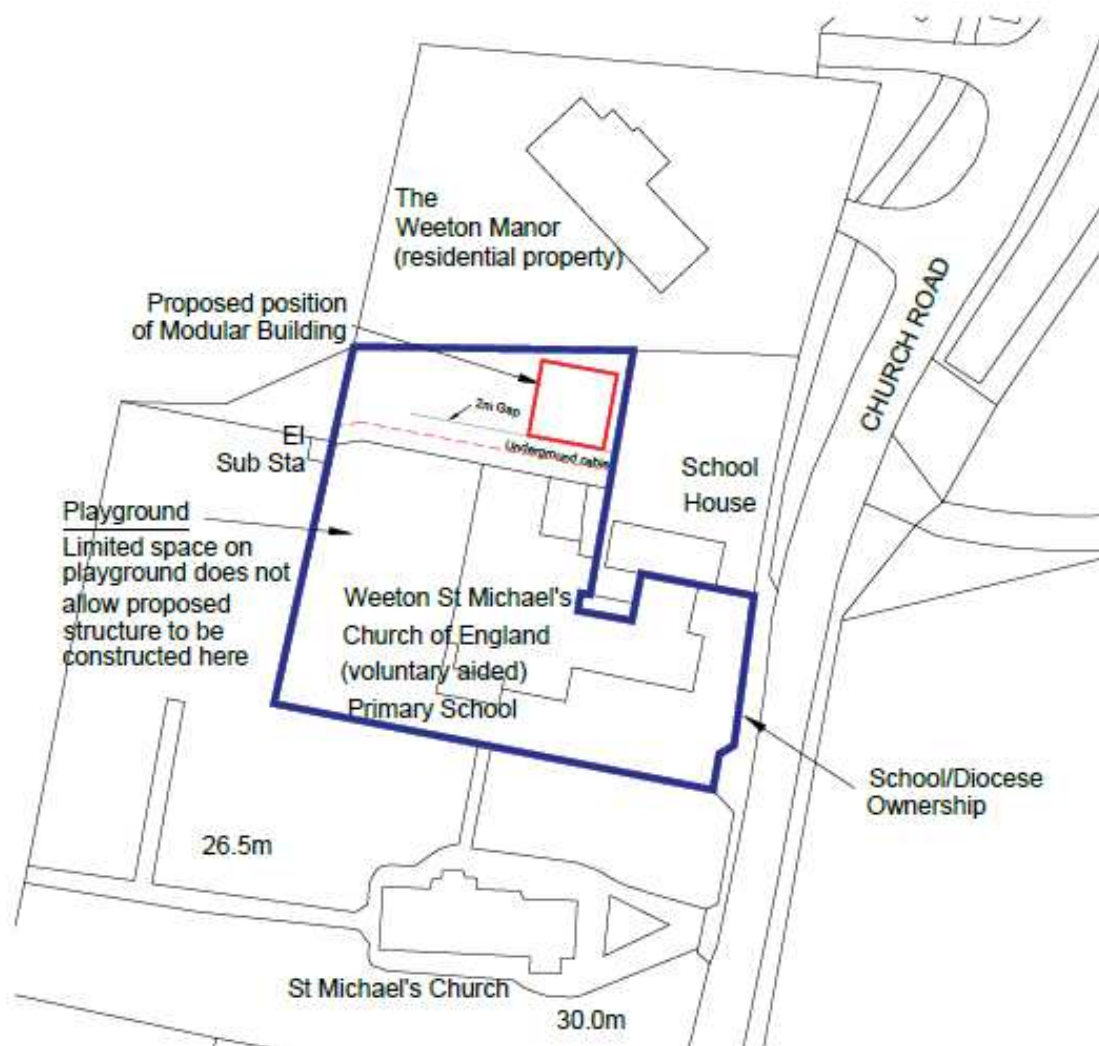 The
Weeton Manor
(residential property)
CHURCH ROAD
Proposed position
of Modular Building
2m Gap
El
Sub Sta
Underground cable
School
House
Playground
Limited space on
playground does not
allow proposed
structure to be
constructed here
Weeton St Michael's
Church of England
(voluntary aided)
Primary School
School/Diocese
Ownership
26.5m
St Michael's Church
30.0m